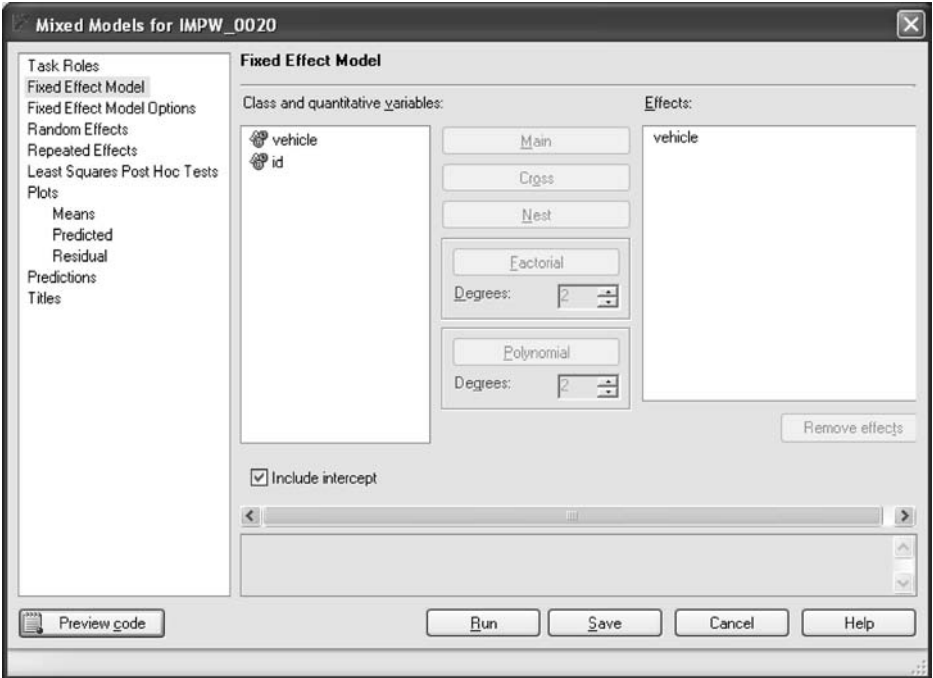 Mixed Models for IMPW_0020
Task Roles
Fixed Effect Model
Fixed Effect Model Options
Random Effects
Repeated Effects
Least Squares Post Hoc Tests
Plots
Means
Predicted
Residual
Predictions
Titles
Fixed Effect Model
Class and quantitative variables:
vehicle
id
Main
Cross
Nest
Factorial
Degrees: 2
Polynomial
Degrees: 2
Effects:
vehicle
Remove effects
Include intercept
Preview code
Run
Save
Cancel
Help